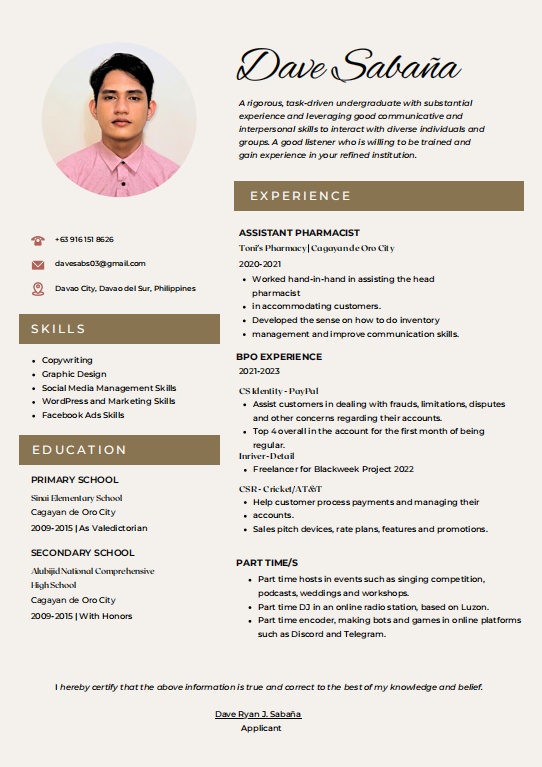 Dave Sabaña
A rigorous, task-driven undergraduate with substantial
experience and leveraging good communicative and
interpersonal skills to interact with diverse individuals and
groups. A good listener who is willing to be trained and
gain experience in your refined institution.
+63 916 151 8626
davesabs03@gmail.com
Davao City, Davao del Sur, Philippines
SKILLS
• Copywriting
• Graphic Design
• Social Media Management Skills
• WordPress and Marketing Skills
• Facebook Ads Skills
EDUCATION
PRIMARY SCHOOL
Sinai Elementary School
Cagayan de Oro City
2009-2015 | As Valedictorian
SECONDARY SCHOOL
Alubijid National Comprehensive
High School
Cagayan de Oro City
2009-2015 | With Honors
EXPERIENCE
ASSISTANT PHARMACIST
Toni's Pharmacy | Cagayan de Oro City
2020-2021
• Worked hand-in-hand in assisting the head
pharmacist
• in accommodating customers.
• Developed the sense on how to do inventory
• management and improve communication skills.
BPO EXPERIENCE
2021-2023
CS Identity - PayPal
• Assist customers in dealing with frauds, limitations, disputes
and other concerns regarding their accounts.
• Top 4 overall in the account for the first month of being
regular.
Inriver-Detail
• Freelancer for Blackweek Project 2022
CSR - Cricket/AT&T
• Help customer process payments and managing their
• accounts.
• Sales pitch devices, rate plans, features and promotions.
PART TIME/S
• Part time hosts in events such as singing competition,
podcasts, weddings and workshops.
• Part time DJ in an online radio station, based on Luzon.
• Part time encoder, making bots and games in online platforms
such as Discord and Telegram.
I hereby certify that the above information is true and correct to the best of my knowledge and belief.
Dave Ryan J. Sabaña
Applicant